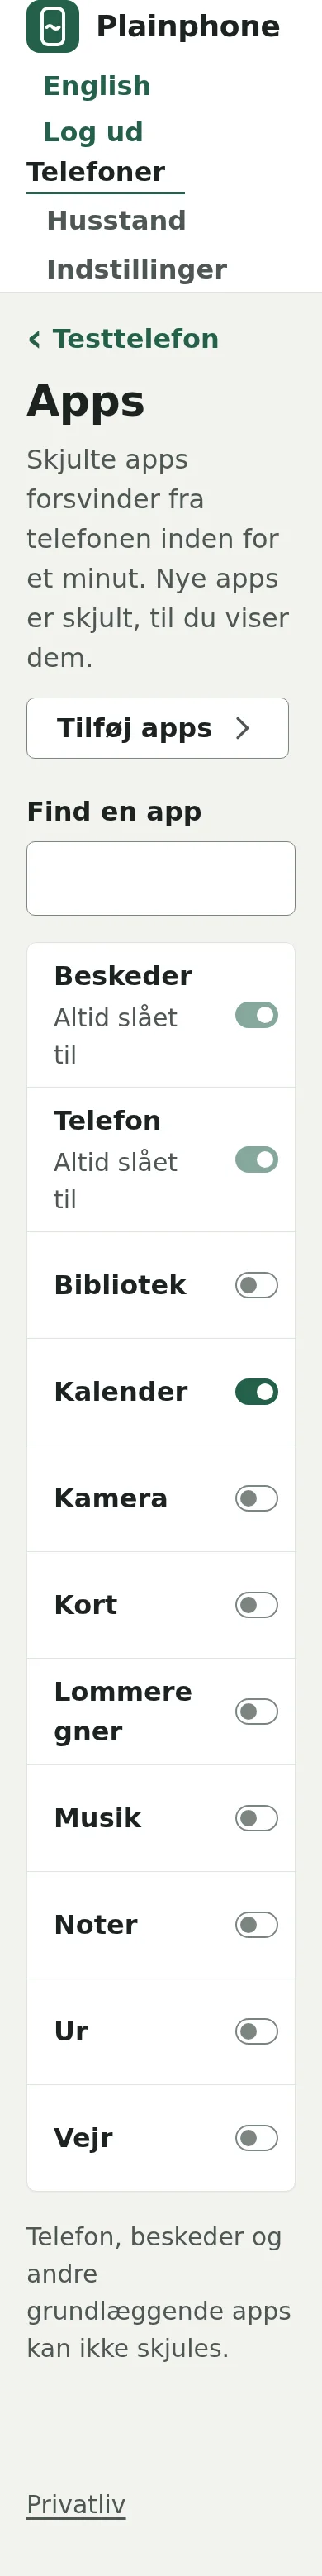 Plainphone
English
Log ud
Telefoner
Husstand
Indstillinger
Testtelefon
Apps
Skjulte apps
forsvinder fra
telefonen inden for
et minut. Nye apps
er skjult, til du viser
dem.
Tilføj apps
Find en app
Beskeder
Altid slået
til
Telefon
Altid slået
til
Bibliotek
Kalender
Kamera
Kort
Lommere
gner
Musik
Noter
Ur
Vejr
Telefon, beskeder og
andre
grundlæggende apps
kan ikke skjules.
Privatliv